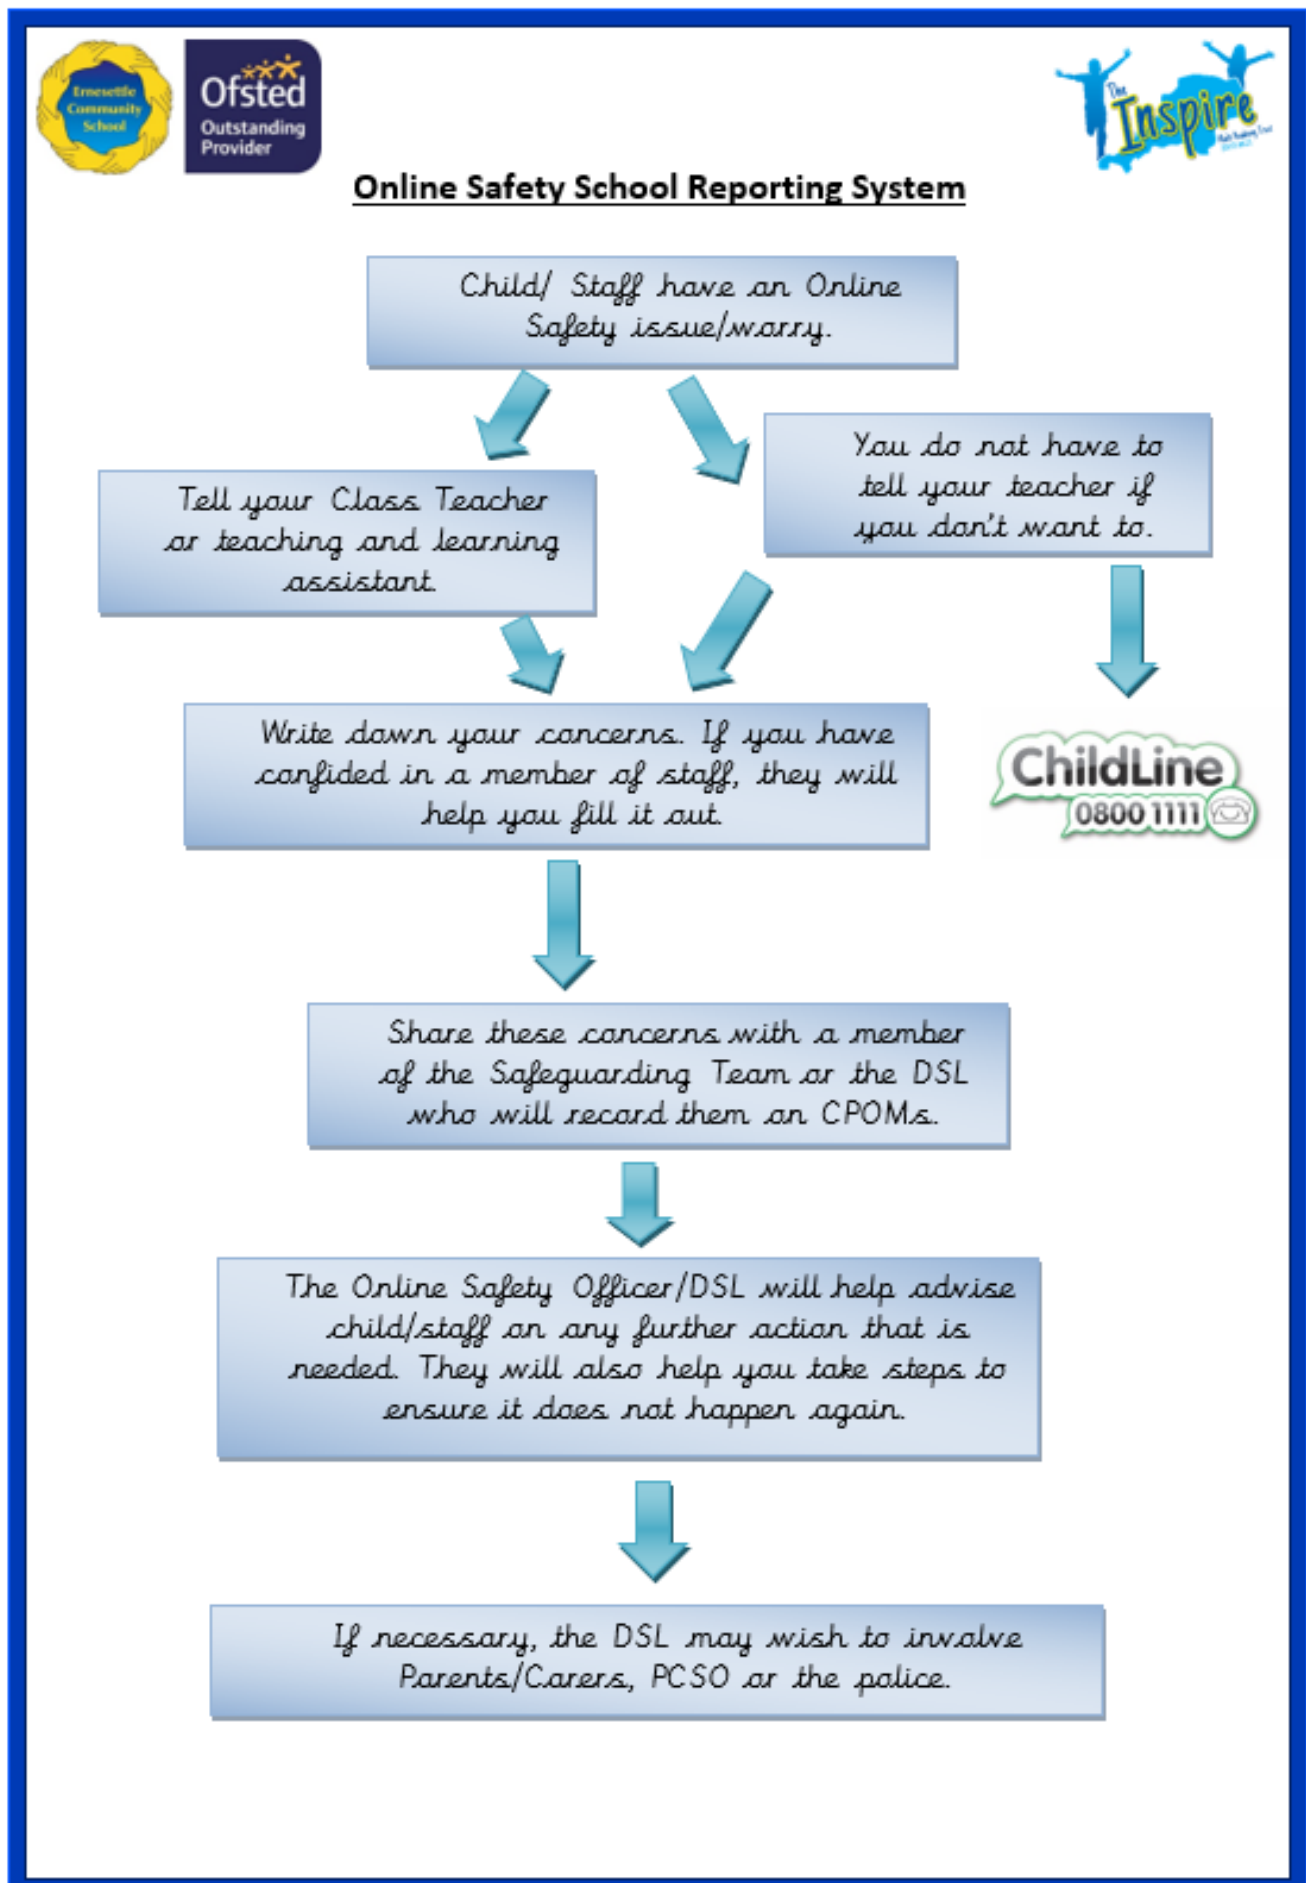 Ernesettle
Community
School
Ofsted
Outstanding
Provider
The
Inspire
Online Safety School Reporting System
Child/ Staff have an Online
Safety issue/worry.
Tell your Class Teacher
or teaching and learning
assistant.
You do not have to
tell your teacher if
you don't want to.
Write down your concerns. If you have
confided in a member of staff, they will
help you fill it out.
ChildLine
0800 1111
Share these concerns with a member
of the Safeguarding Team or the DSL
who will record them on CPOMs.
The Online Safety Officer/DSL will help advise
child/staff on any further action that is
needed. They will also help you take steps to
ensure it does not happen again.
If necessary, the DSL may wish to involve
Parents/Carers, PCSO or the police.